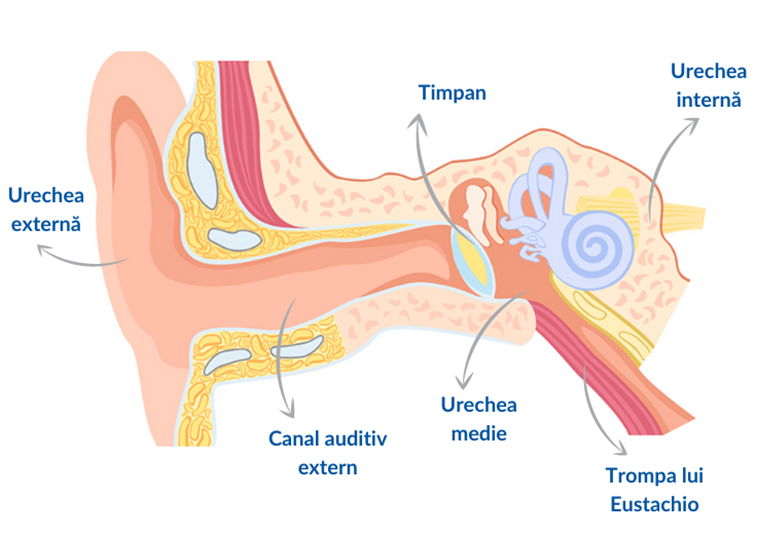 Timpan
Urechea
internă
Urechea
externă
Urechea
medie
Canal auditiv
extern
Trompa lui
Eustachio